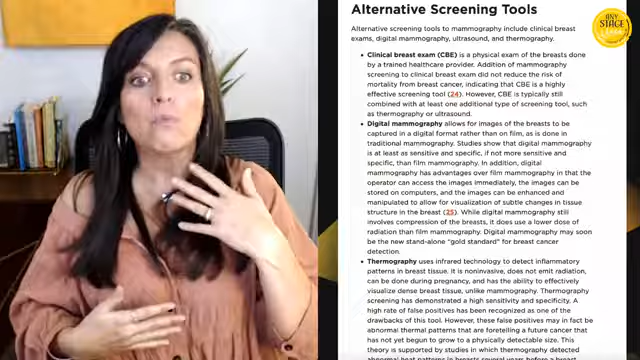 Alternative Screening Tools
Alternative screening tools to mammography include clinical breast
exams, digital mammography, ultrasound, and thermography.
• Clinical breast exam (CBE) is a physical exam of the breasts done
by a trained healthcare provider. Addition of mammography
screening to clinical breast exam did not reduce the risk of
mortality from breast cancer, indicating that CBE is a highly
effective screening tool (24). However, CBE is typically still
combined with at least one additional type of screening tool, such
as thermography or ultrasound.
• Digital mammography allows for images of the breasts to be
captured in a digital format rather than on film, as is done in
traditional mammography. Studies show that digital mammography
is at least as sensitive and specific, if not more sensitive and
specific, than film mammography. In addition, digital
mammography has advantages over film mammography in that the
operator can access the images immediately, the images can be
stored on computers, and the images can be enhanced and
manipulated to allow for visualization of subtle changes in tissue
structure in the breast (25). While digital mammography still
involves compression of the breasts, it does use a lower dose of
radiation than film mammography. Digital mammography may soon
be the new stand-alone “gold standard” for breast cancer
detection.
• Thermography uses infrared technology to detect inflammatory
patterns in breast tissue. It is noninvasive, does not emit radiation,
can be done during pregnancy, and has the ability to effectively
visualize dense breast tissue, unlike mammography. Thermography
screening has demonstrated a high sensitivity and specificity. A
high rate of false positives has been recognized as one of the
drawbacks of this tool. However, these false positives may in fact be
abnormal thermal patterns that are foretelling a future cancer that
has not yet begun to grow to a physically detectable size. This
theory is supported by studies in which thermography detected
abnormal heat patterns in breasts several years before a breast
ANY
STAGE